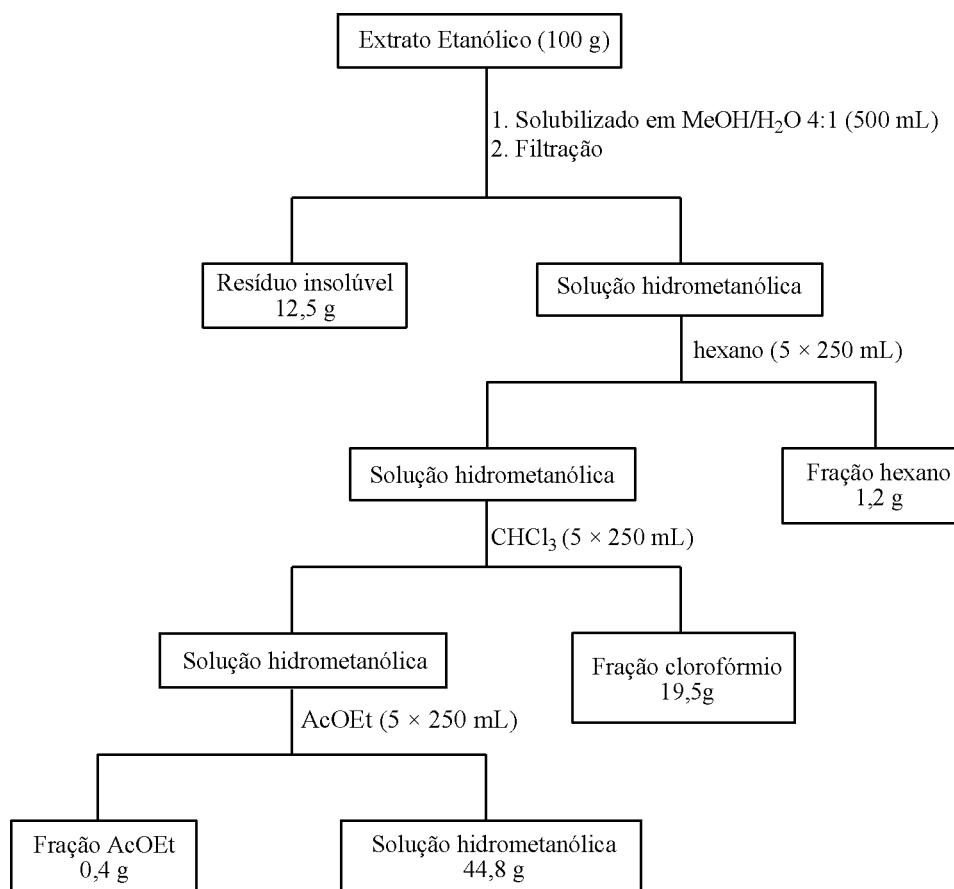 Extrato Etanólico (100 g)
1. Solubilizado em MeOH/H₂O 4:1 (500 mL)
2. Filtração
Resíduo insolúvel
12,5 g
Solução hidrometanólica
hexano (5 × 250 mL)
Solução hidrometanólica
Fração hexano
1,2 g
CHCl₃ (5 × 250 mL)
Solução hidrometanólica
Fração clorofórmio
19,5g
AcOEt (5 × 250 mL)
Fração AcOEt
0,4 g
Solução hidrometanólica
44,8 g